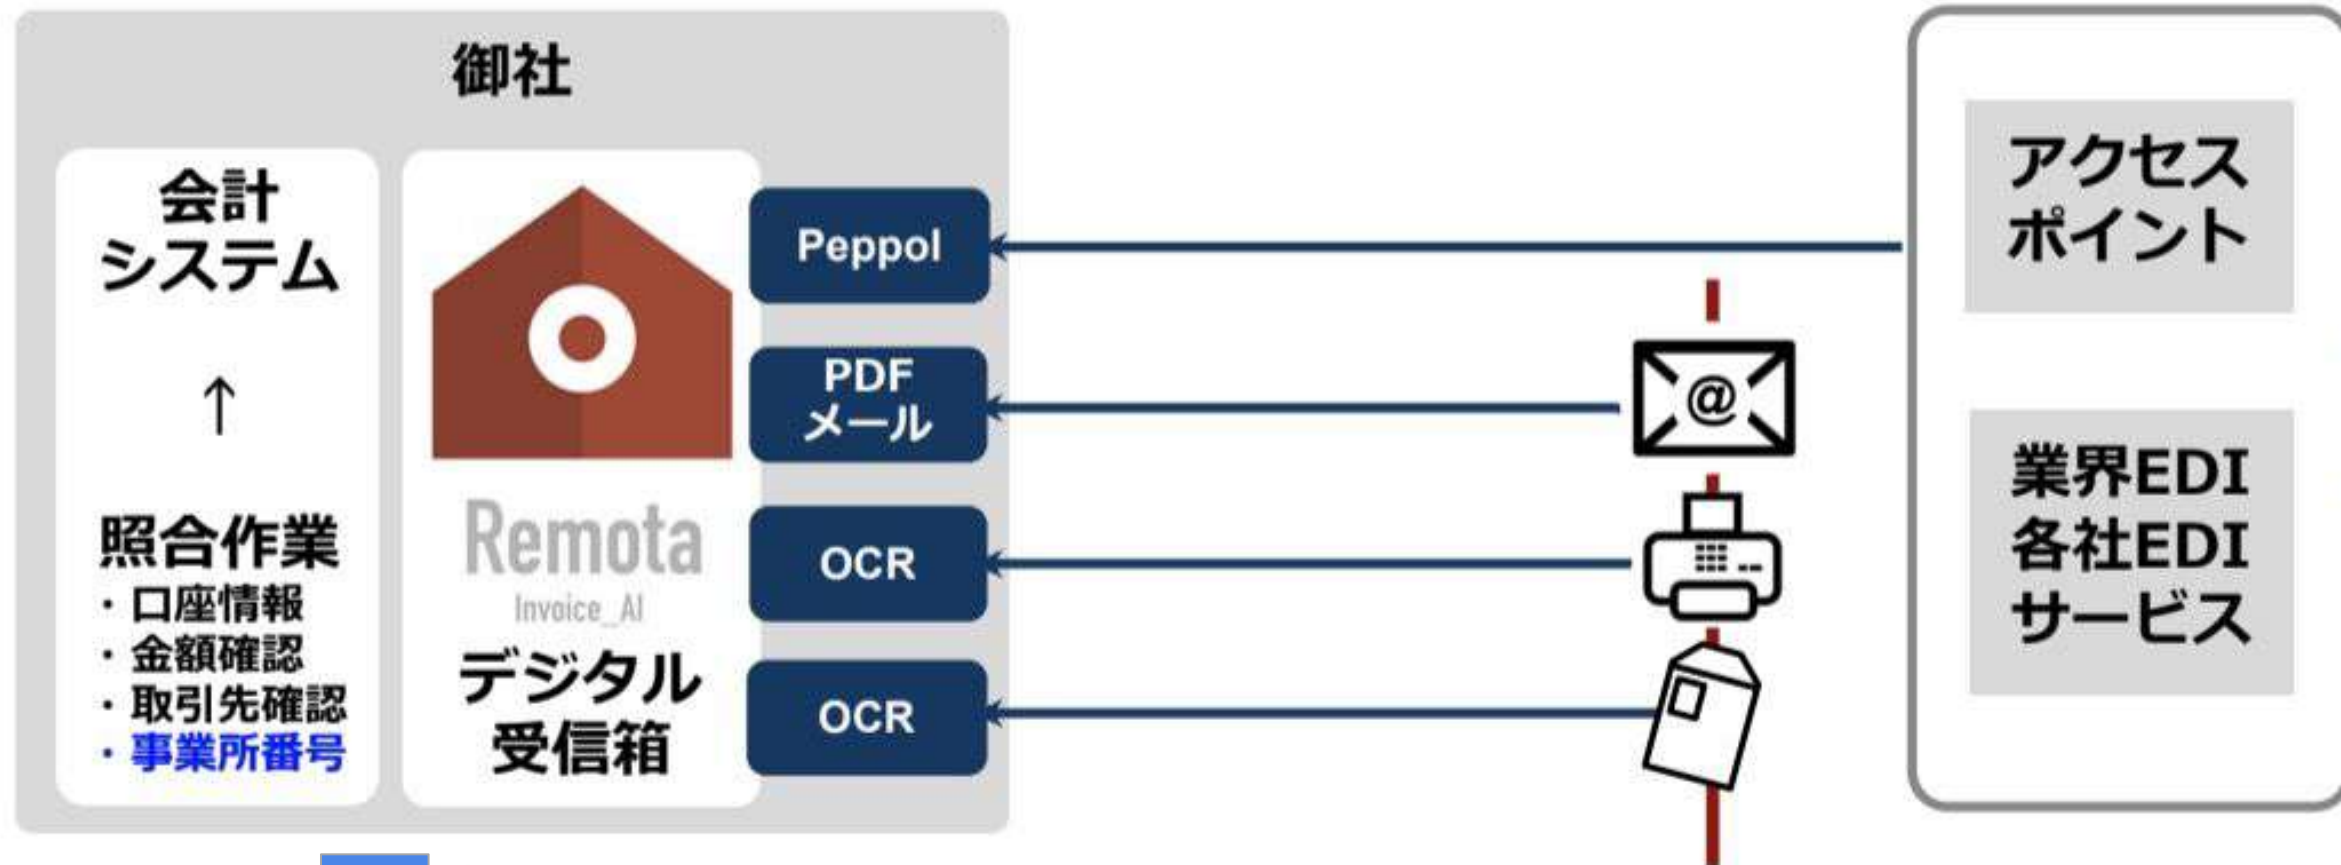 御社
会計
システム
↑
照合作業
・口座情報
・金額確認
・取引先確認
・事業所番号
Remota
Invoice_AI
デジタル
受信箱
Peppol
PDF
メール
OCR
OCR
@
アクセス
ポイント
業界EDI
各社EDI
サービス